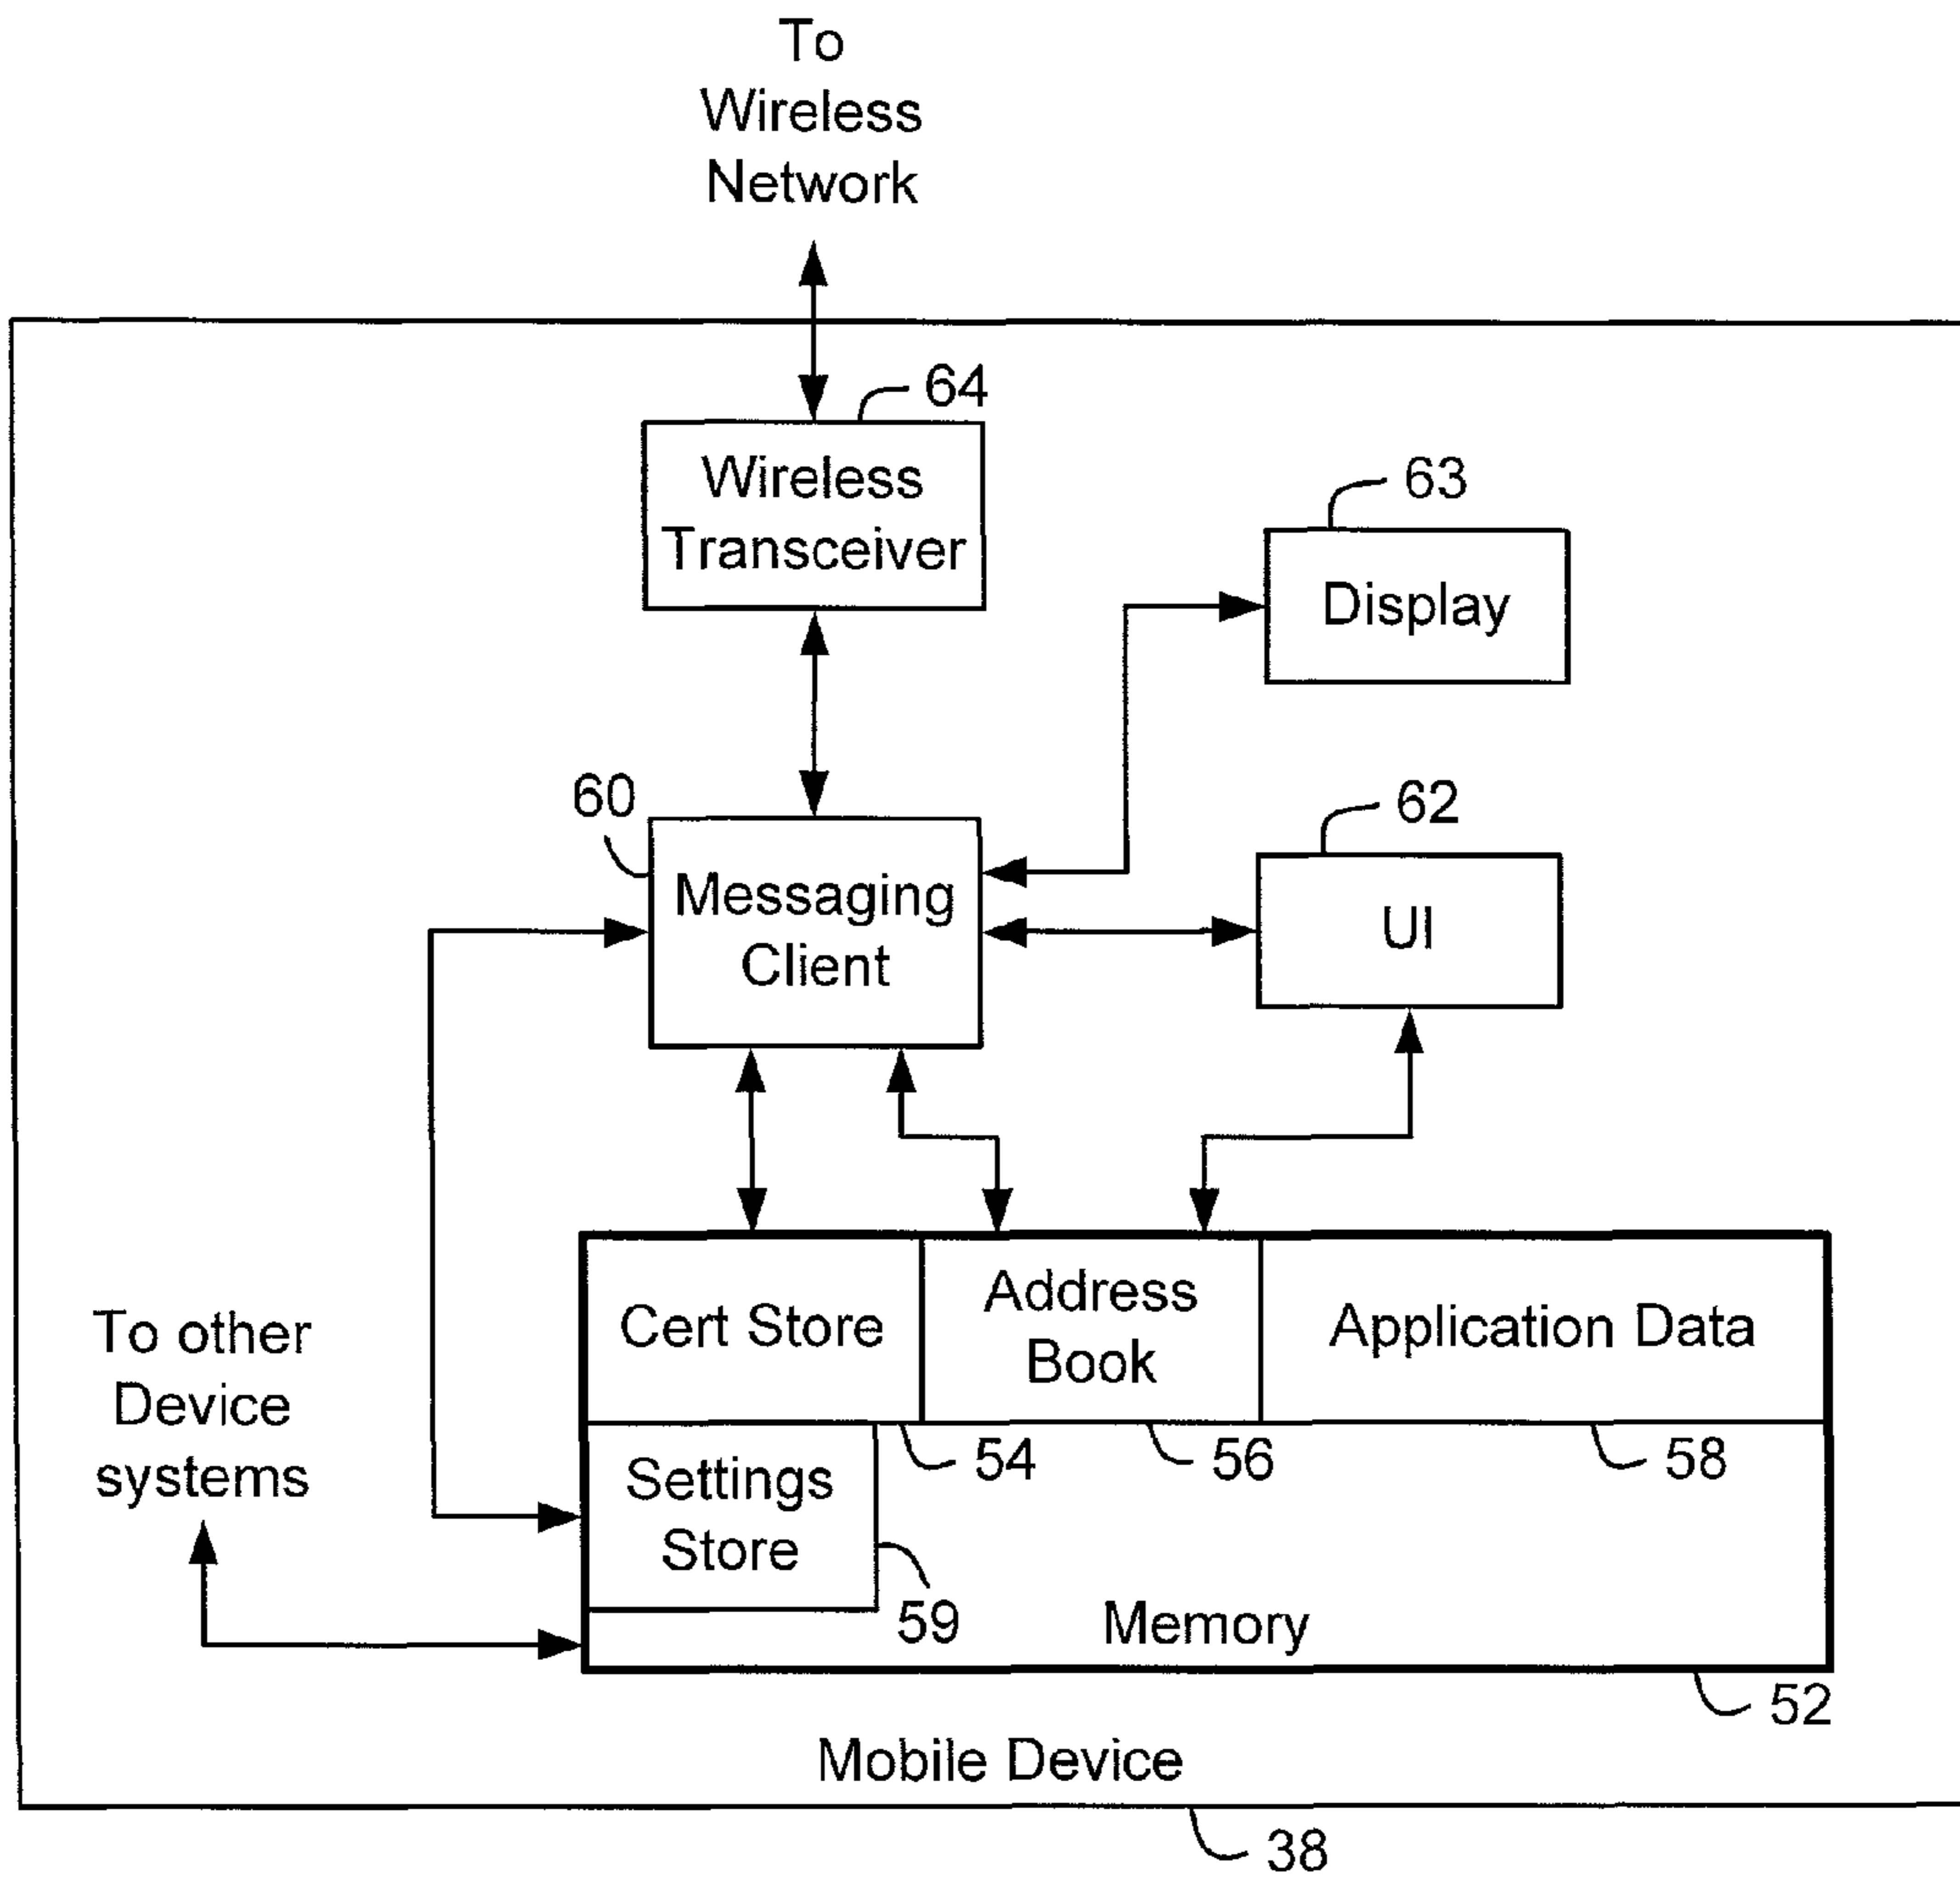 To
Wireless
Network
64
Wireless
Transceiver
63
Display
60
Messaging
Client
62
UI
To other
Device
systems
Cert Store
Address
Book
Application Data
54
56
58
Settings
Store
59
Memory
52
Mobile Device
38